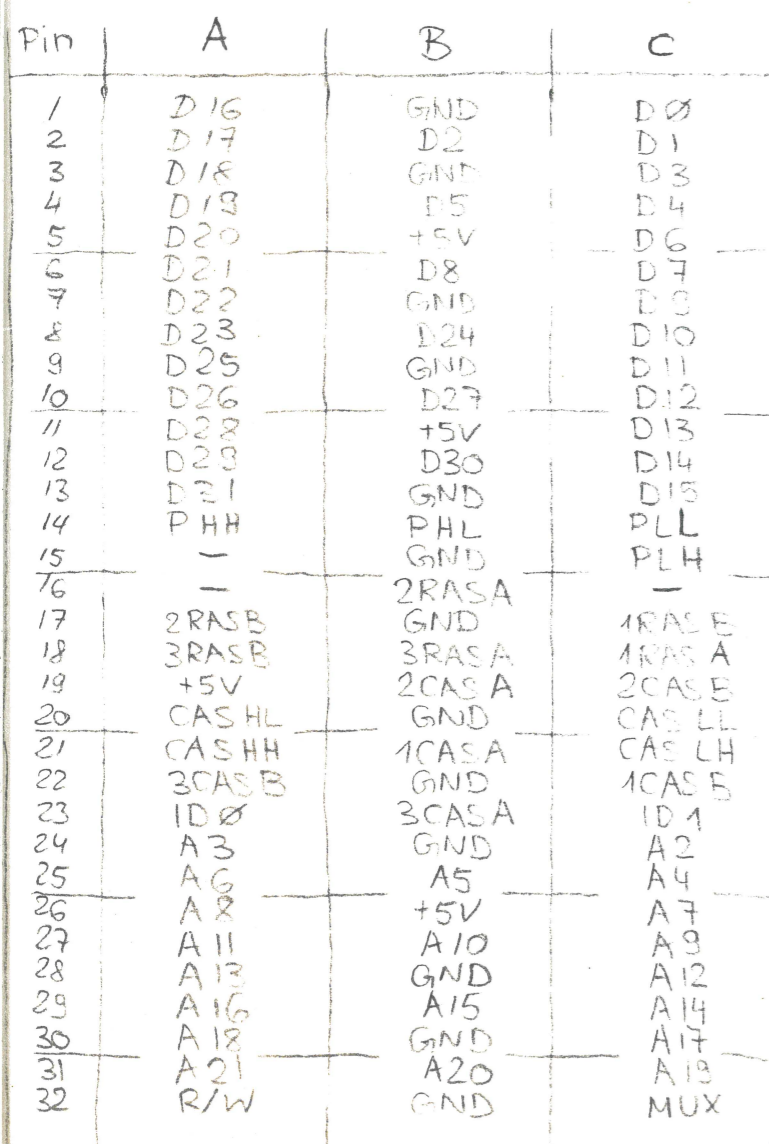 Pin A B C
1 D16 GND DØ
2 D17 D2 D1
3 D18 GND D3
4 D19 D5 D4
5 D20 +5V D6
6 D21 D8 D7
7 D22 GND D9
8 D23 D24 D10
9 D25 GND D11
10 D26 D27 D12
11 D28 +5V D13
12 D29 D30 D14
13 D31 GND D15
14 PHH PHL PLL
15 — GND PLH
16 — 2RASA —
17 2RASB GND 1RASB
18 3RASB 3RASA 1RASA
19 +5V 2CASA 2CASB
20 CASHL GND CASLL
21 CASHH 1CASA CASLH
22 3CASB GND 1CASB
23 IDØ 3CASA ID1
24 A3 GND A2
25 A6 A5 A4
26 A8 +5V A7
27 A11 A10 A9
28 A13 GND A12
29 A16 A15 A14
30 A18 GND A17
31 A21 A20 A19
32 R/W GND MUX